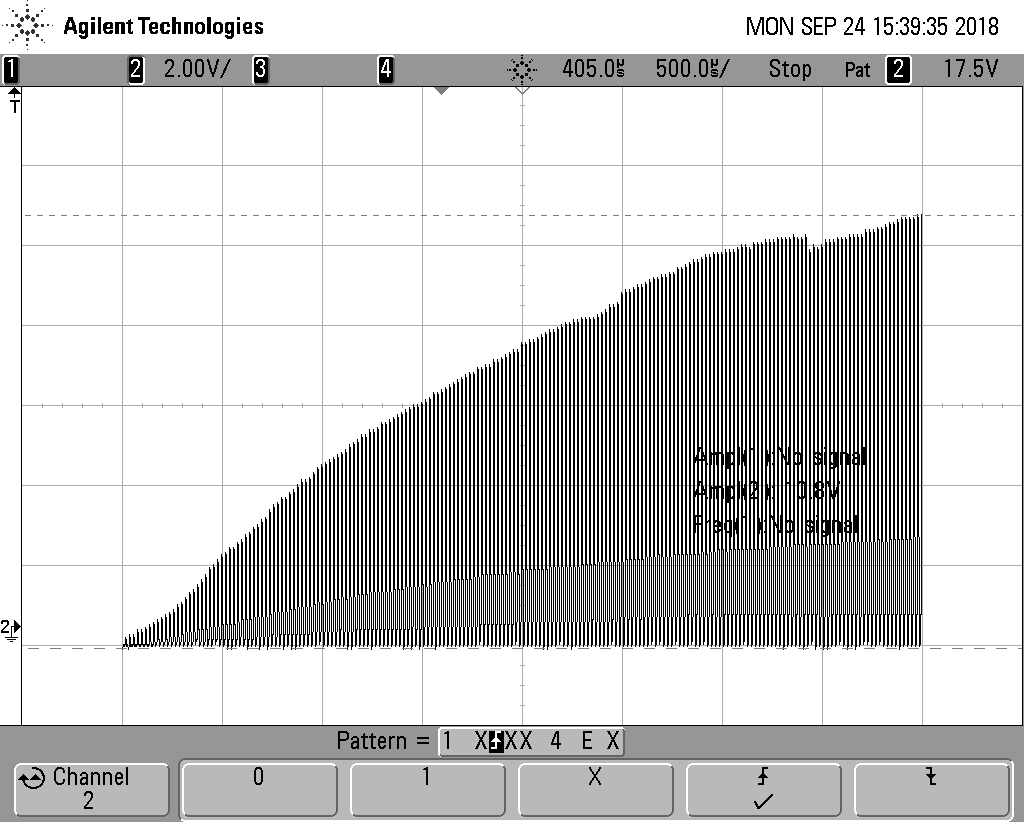 Agilent Technologies
MON SEP 24 15:39:35 2018
1 2 2.00V/ 3 4 405.0µs 500.0µs/ Stop Pat 2 17.5V
T
Ampl(1):No signal
Ampl(2): 10.8V
Freq(1):No signal
2
Pattern = 1 X↑XX 4 E X
Channel 0 1 X
2